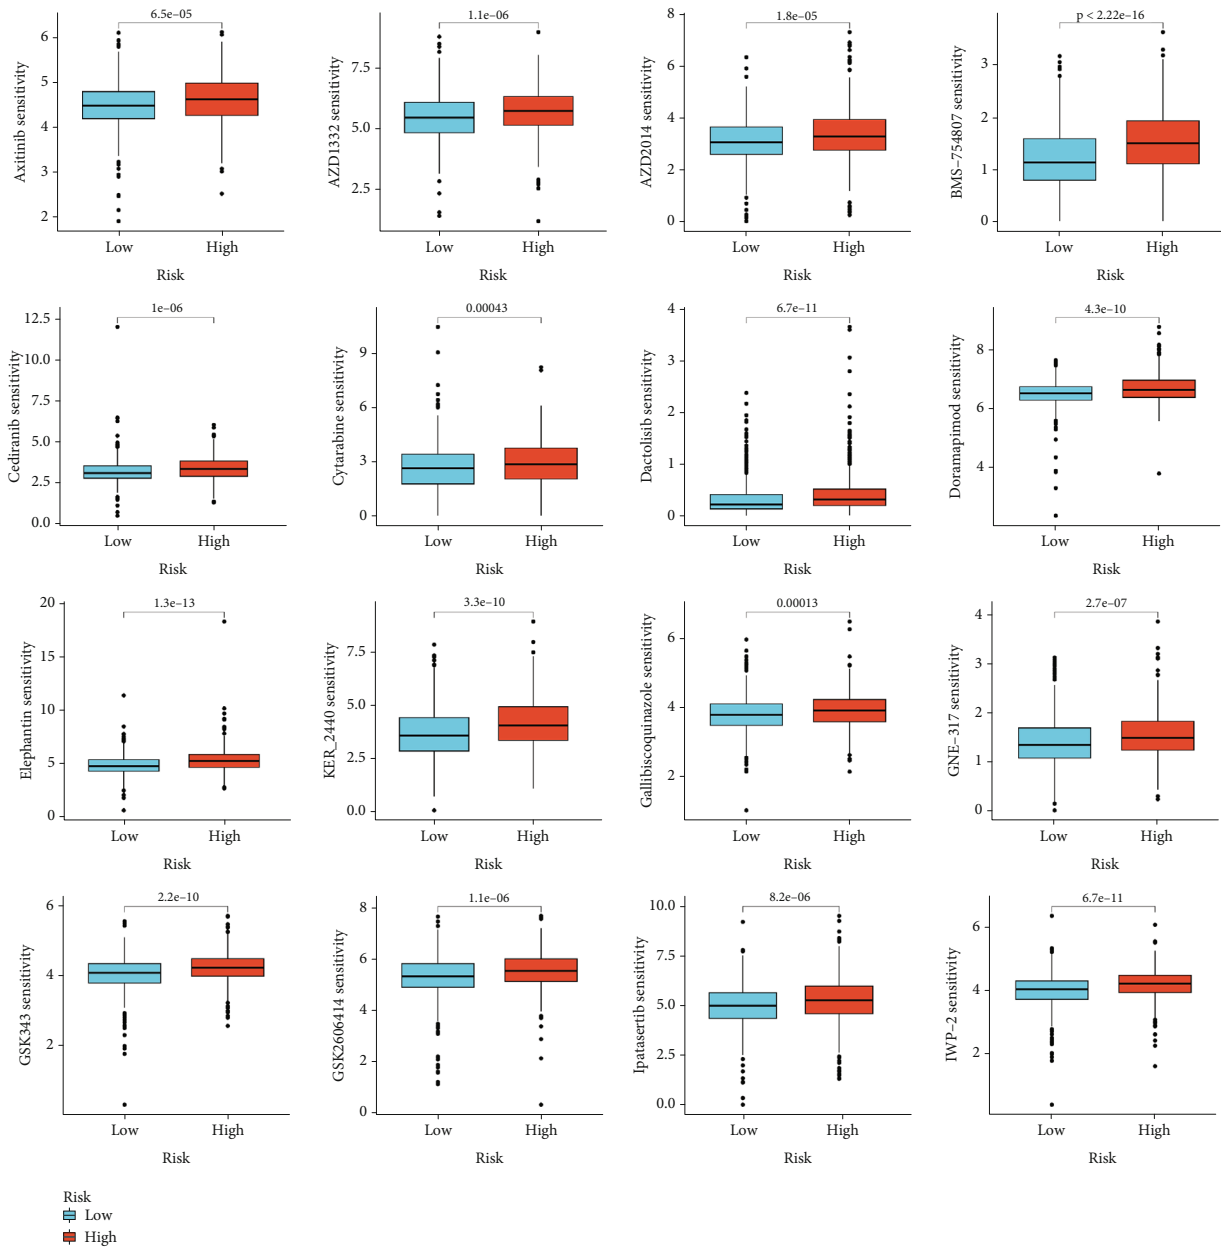 6.5e−05
Axitinib sensitivity
6
5
4
3
2
Low High
Risk
1.1e−06
AZD1332 sensitivity
7.5
5.0
2.5
Low High
Risk
1.8e−05
AZD2014 sensitivity
8
6
4
2
0
Low High
Risk
p < 2.22e−16
BMS−754807 sensitivity
3
2
1
0
Low High
Risk
1e−06
Cediranib sensitivity
12.5
10.0
7.5
5.0
2.5
0.0
Low High
Risk
0.00043
Cytarabine sensitivity
9
6
3
0
Low High
Risk
6.7e−11
Dactolisib sensitivity
4
3
2
1
0
Low High
Risk
4.3e−10
Doramapimod sensitivity
8
6
4
Low High
Risk
1.3e−13
Elephantin sensitivity
20
15
10
5
0
Low High
Risk
3.3e−10
KER_2440 sensitivity
7.5
5.0
2.5
0.0
Low High
Risk
0.00013
Gallibiscoquinazole sensitivity
6
4
2
Low High
Risk
2.7e−07
GNE−317 sensitivity
4
3
2
1
0
Low High
Risk
2.2e−10
GSK343 sensitivity
6
4
2
Low High
Risk
1.1e−06
GSK2606414 sensitivity
8
6
4
2
0
Low High
Risk
8.2e−06
Ipatasertib sensitivity
10.0
7.5
5.0
2.5
0.0
Low High
Risk
6.7e−11
IWP−2 sensitivity
6
4
2
Low High
Risk
Risk
Low
High